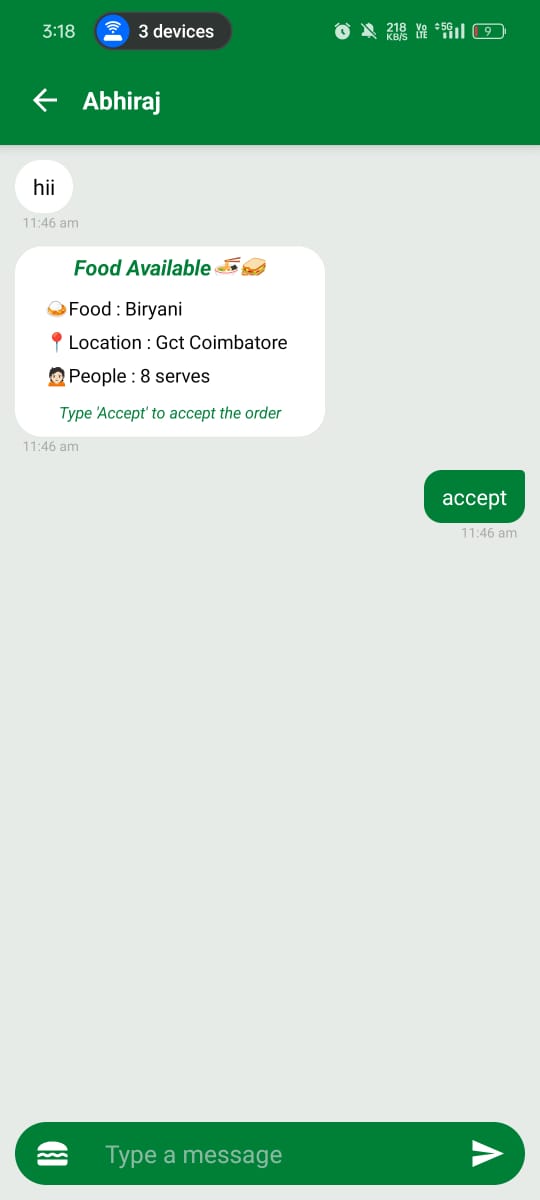 3:18 3 devices 218 KB/S Vo LTE 5G 9
Abhiraj
hii
11:46 am
Food Available🍜🥪
🍛Food : Biryani
📍Location : Gct Coimbatore
🙍🏻People : 8 serves
Type 'Accept' to accept the order
11:46 am
accept
11:46 am
Type a message